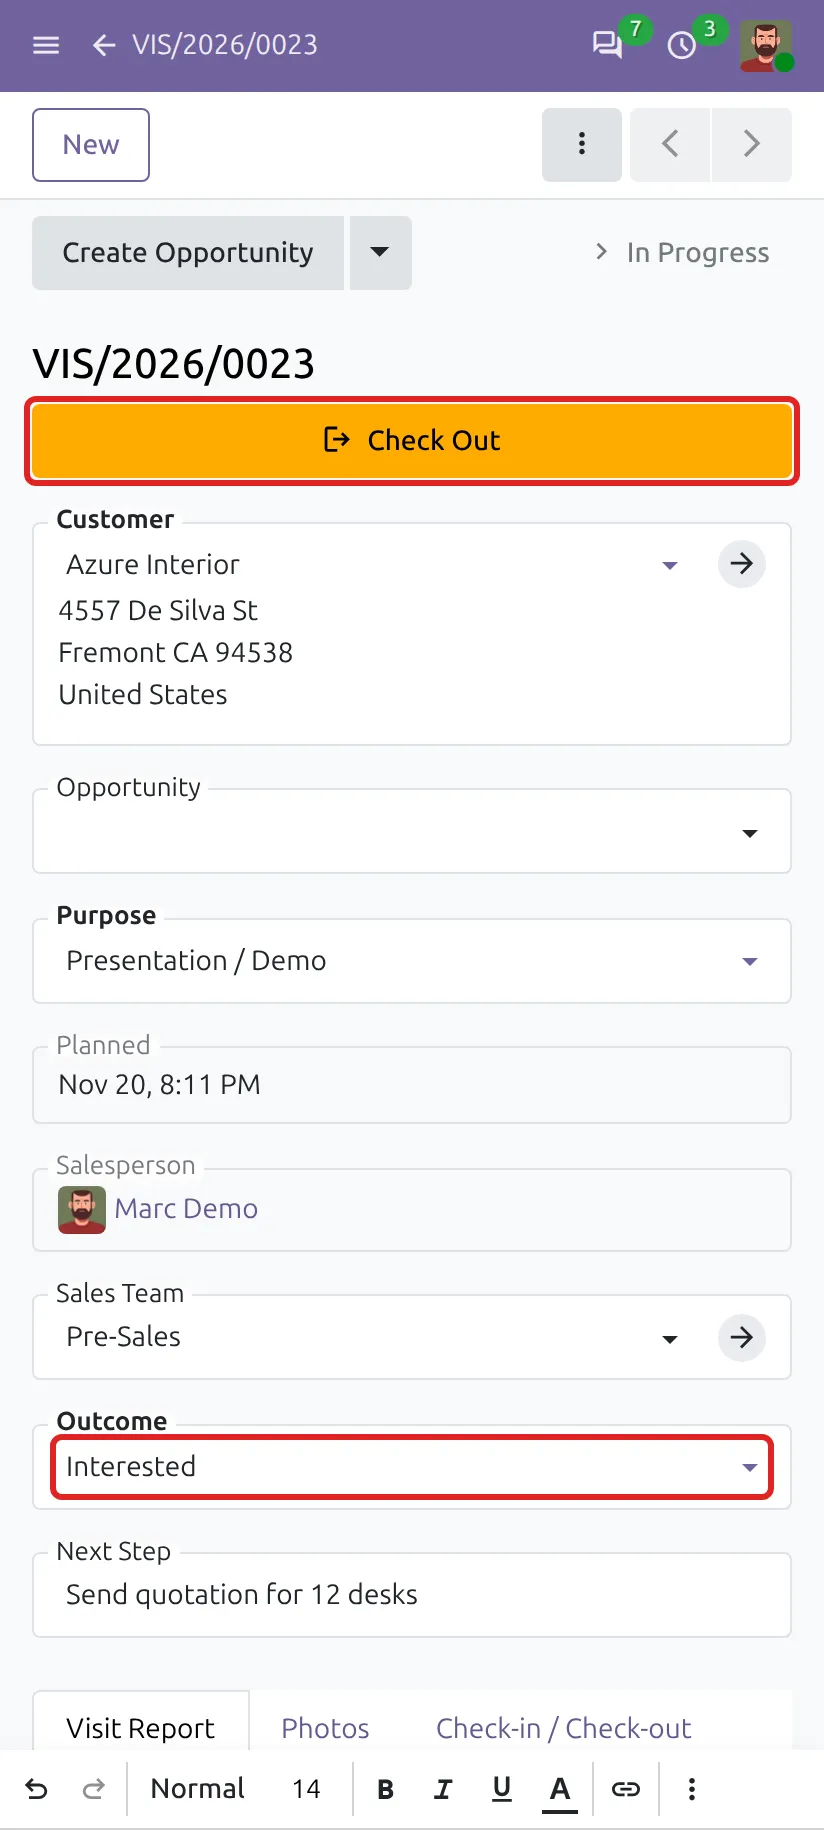 VIS/2026/0023
7
3
New
Create Opportunity
In Progress
VIS/2026/0023
Check Out
Customer
Azure Interior
4557 De Silva St
Fremont CA 94538
United States
Opportunity
Purpose
Presentation / Demo
Planned
Nov 20, 8:11 PM
Salesperson
Marc Demo
Sales Team
Pre-Sales
Outcome
Interested
Next Step
Send quotation for 12 desks
Visit Report Photos Check-in / Check-out
Normal 14 B I U A